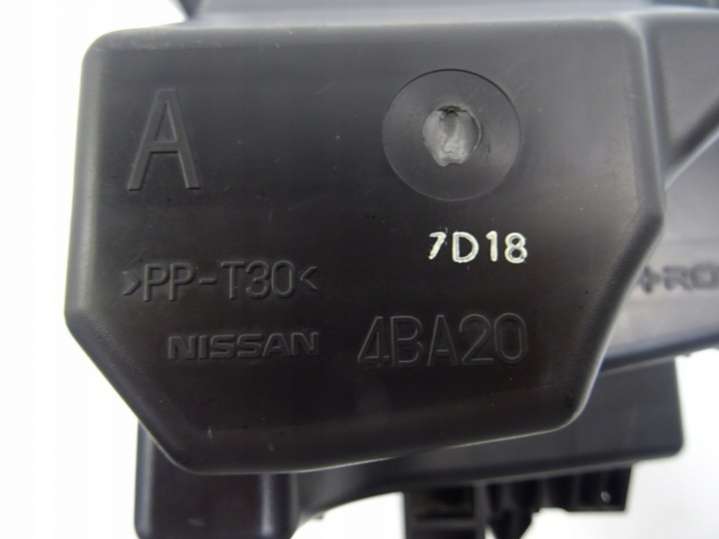 A
7D18
>PP-T30<
NISSAN 4BA20